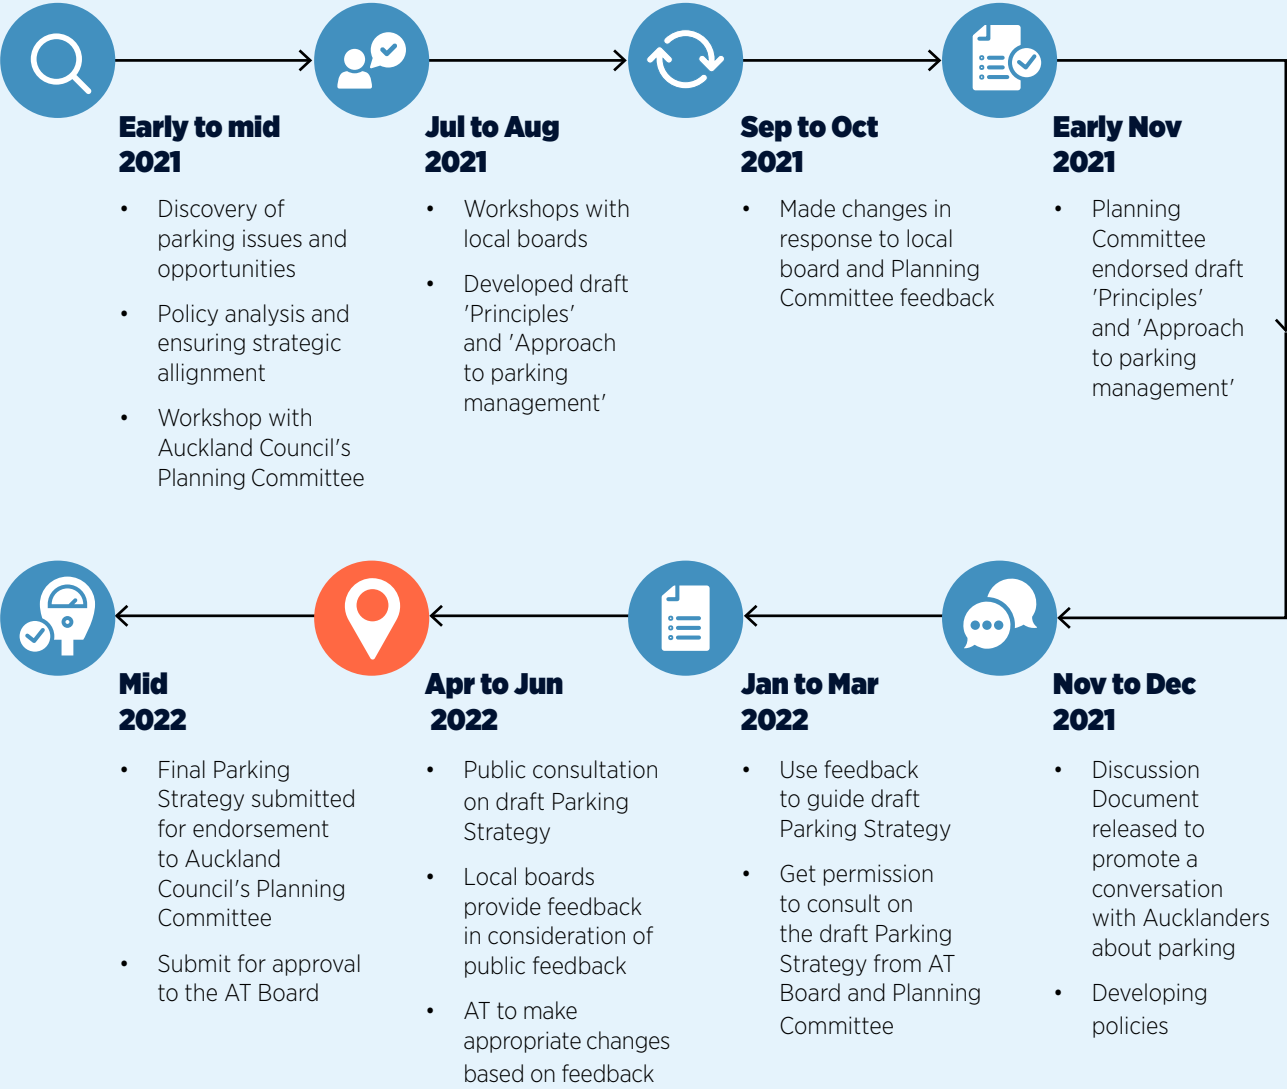 Early to mid
2021
• Discovery of
parking issues and
opportunities
• Policy analysis and
ensuring strategic
allignment
• Workshop with
Auckland Council's
Planning Committee
Jul to Aug
2021
• Workshops with
local boards
• Developed draft
'Principles'
and 'Approach
to parking
management'
Sep to Oct
2021
• Made changes in
response to local
board and Planning
Committee feedback
Early Nov
2021
• Planning
Committee
endorsed draft
'Principles'
and 'Approach
to parking
management'
Nov to Dec
2021
• Discussion
Document
released to
promote a
conversation
with Aucklanders
about parking
• Developing
policies
Jan to Mar
2022
• Use feedback
to guide draft
Parking Strategy
• Get permission
to consult on
the draft Parking
Strategy from AT
Board and Planning
Committee
Apr to Jun
2022
• Public consultation
on draft Parking
Strategy
• Local boards
provide feedback
in consideration of
public feedback
• AT to make
appropriate changes
based on feedback
Mid
2022
• Final Parking
Strategy submitted
for endorsement
to Auckland
Council's Planning
Committee
• Submit for approval
to the AT Board